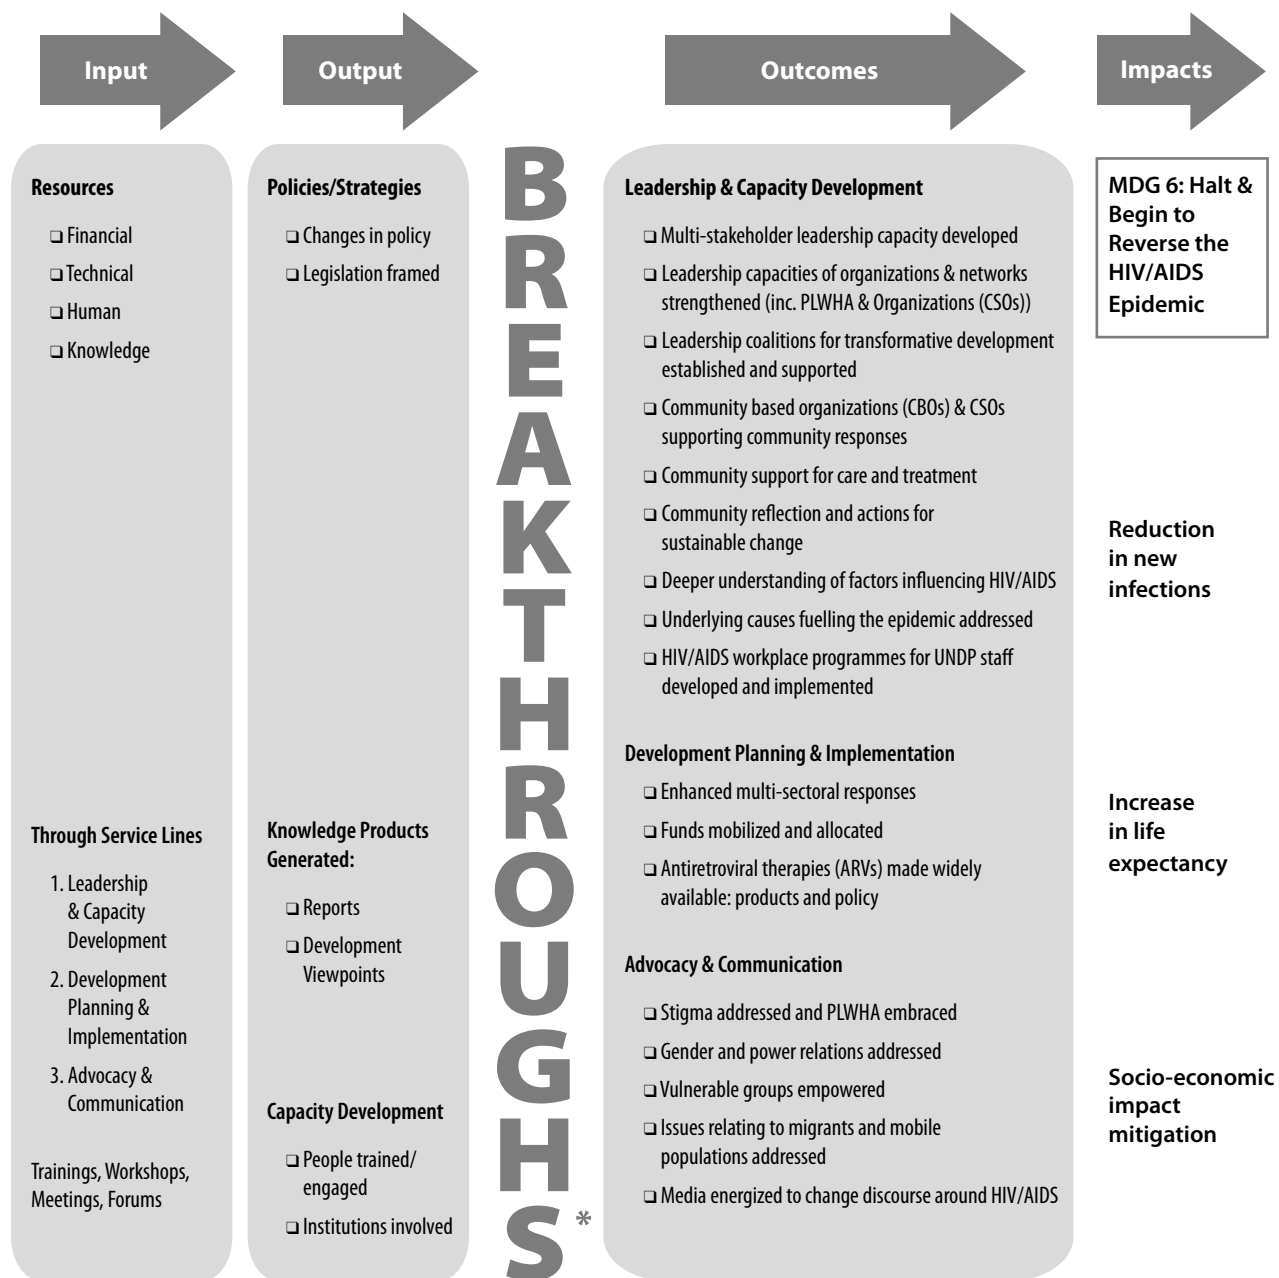 Input
Output
Outcomes
Impacts
Resources
❑ Financial
❑ Technical
❑ Human
❑ Knowledge
Through Service Lines
1. Leadership
& Capacity
Development
2. Development
Planning &
Implementation
3. Advocacy &
Communication
Trainings, Workshops,
Meetings, Forums
Policies/Strategies
❑ Changes in policy
❑ Legislation framed
Knowledge Products
Generated:
❑ Reports
❑ Development
Viewpoints
Capacity Development
❑ People trained/
engaged
❑ Institutions involved
BREAKTHROUGHS*
Leadership & Capacity Development
❑ Multi-stakeholder leadership capacity developed
❑ Leadership capacities of organizations & networks
strengthened (inc. PLWHA & Organizations (CSOs))
❑ Leadership coalitions for transformative development
established and supported
❑ Community based organizations (CBOs) & CSOs
supporting community responses
❑ Community support for care and treatment
❑ Community reflection and actions for
sustainable change
❑ Deeper understanding of factors influencing HIV/AIDS
❑ Underlying causes fuelling the epidemic addressed
❑ HIV/AIDS workplace programmes for UNDP staff
developed and implemented
Development Planning & Implementation
❑ Enhanced multi-sectoral responses
❑ Funds mobilized and allocated
❑ Antiretroviral therapies (ARVs) made widely
available: products and policy
Advocacy & Communication
❑ Stigma addressed and PLWHA embraced
❑ Gender and power relations addressed
❑ Vulnerable groups empowered
❑ Issues relating to migrants and mobile
populations addressed
❑ Media energized to change discourse around HIV/AIDS
MDG 6: Halt &
Begin to
Reverse the
HIV/AIDS
Epidemic
Reduction
in new
infections
Increase
in life
expectancy
Socio-economic
impact
mitigation